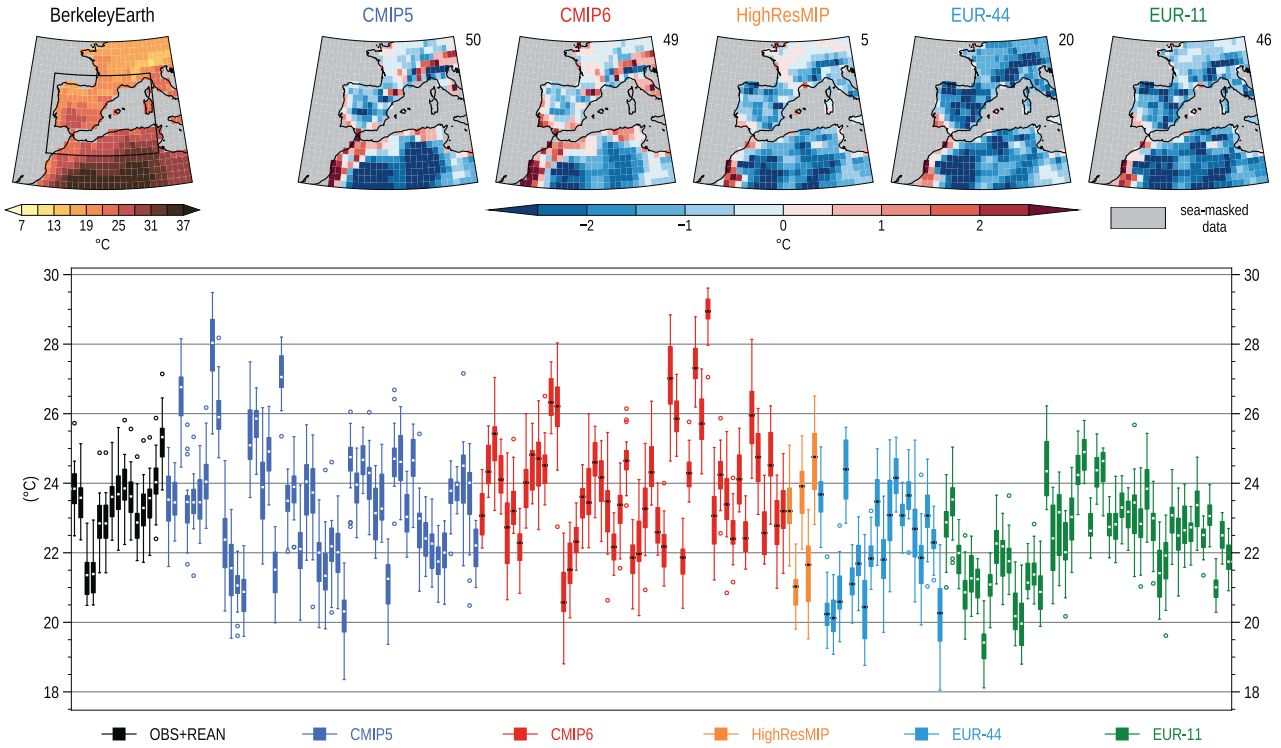 BerkeleyEarth
CMIP5
CMIP6
HighResMIP
EUR-44
EUR-11
50
49
5
20
46
7 13 19 25 31 37
°C
−2 −1 0 1 2
°C
sea-masked
data
30
28
26
24
22
20
18
(°C)
30
28
26
24
22
20
18
OBS+REAN
CMIP5
CMIP6
HighResMIP
EUR-44
EUR-11